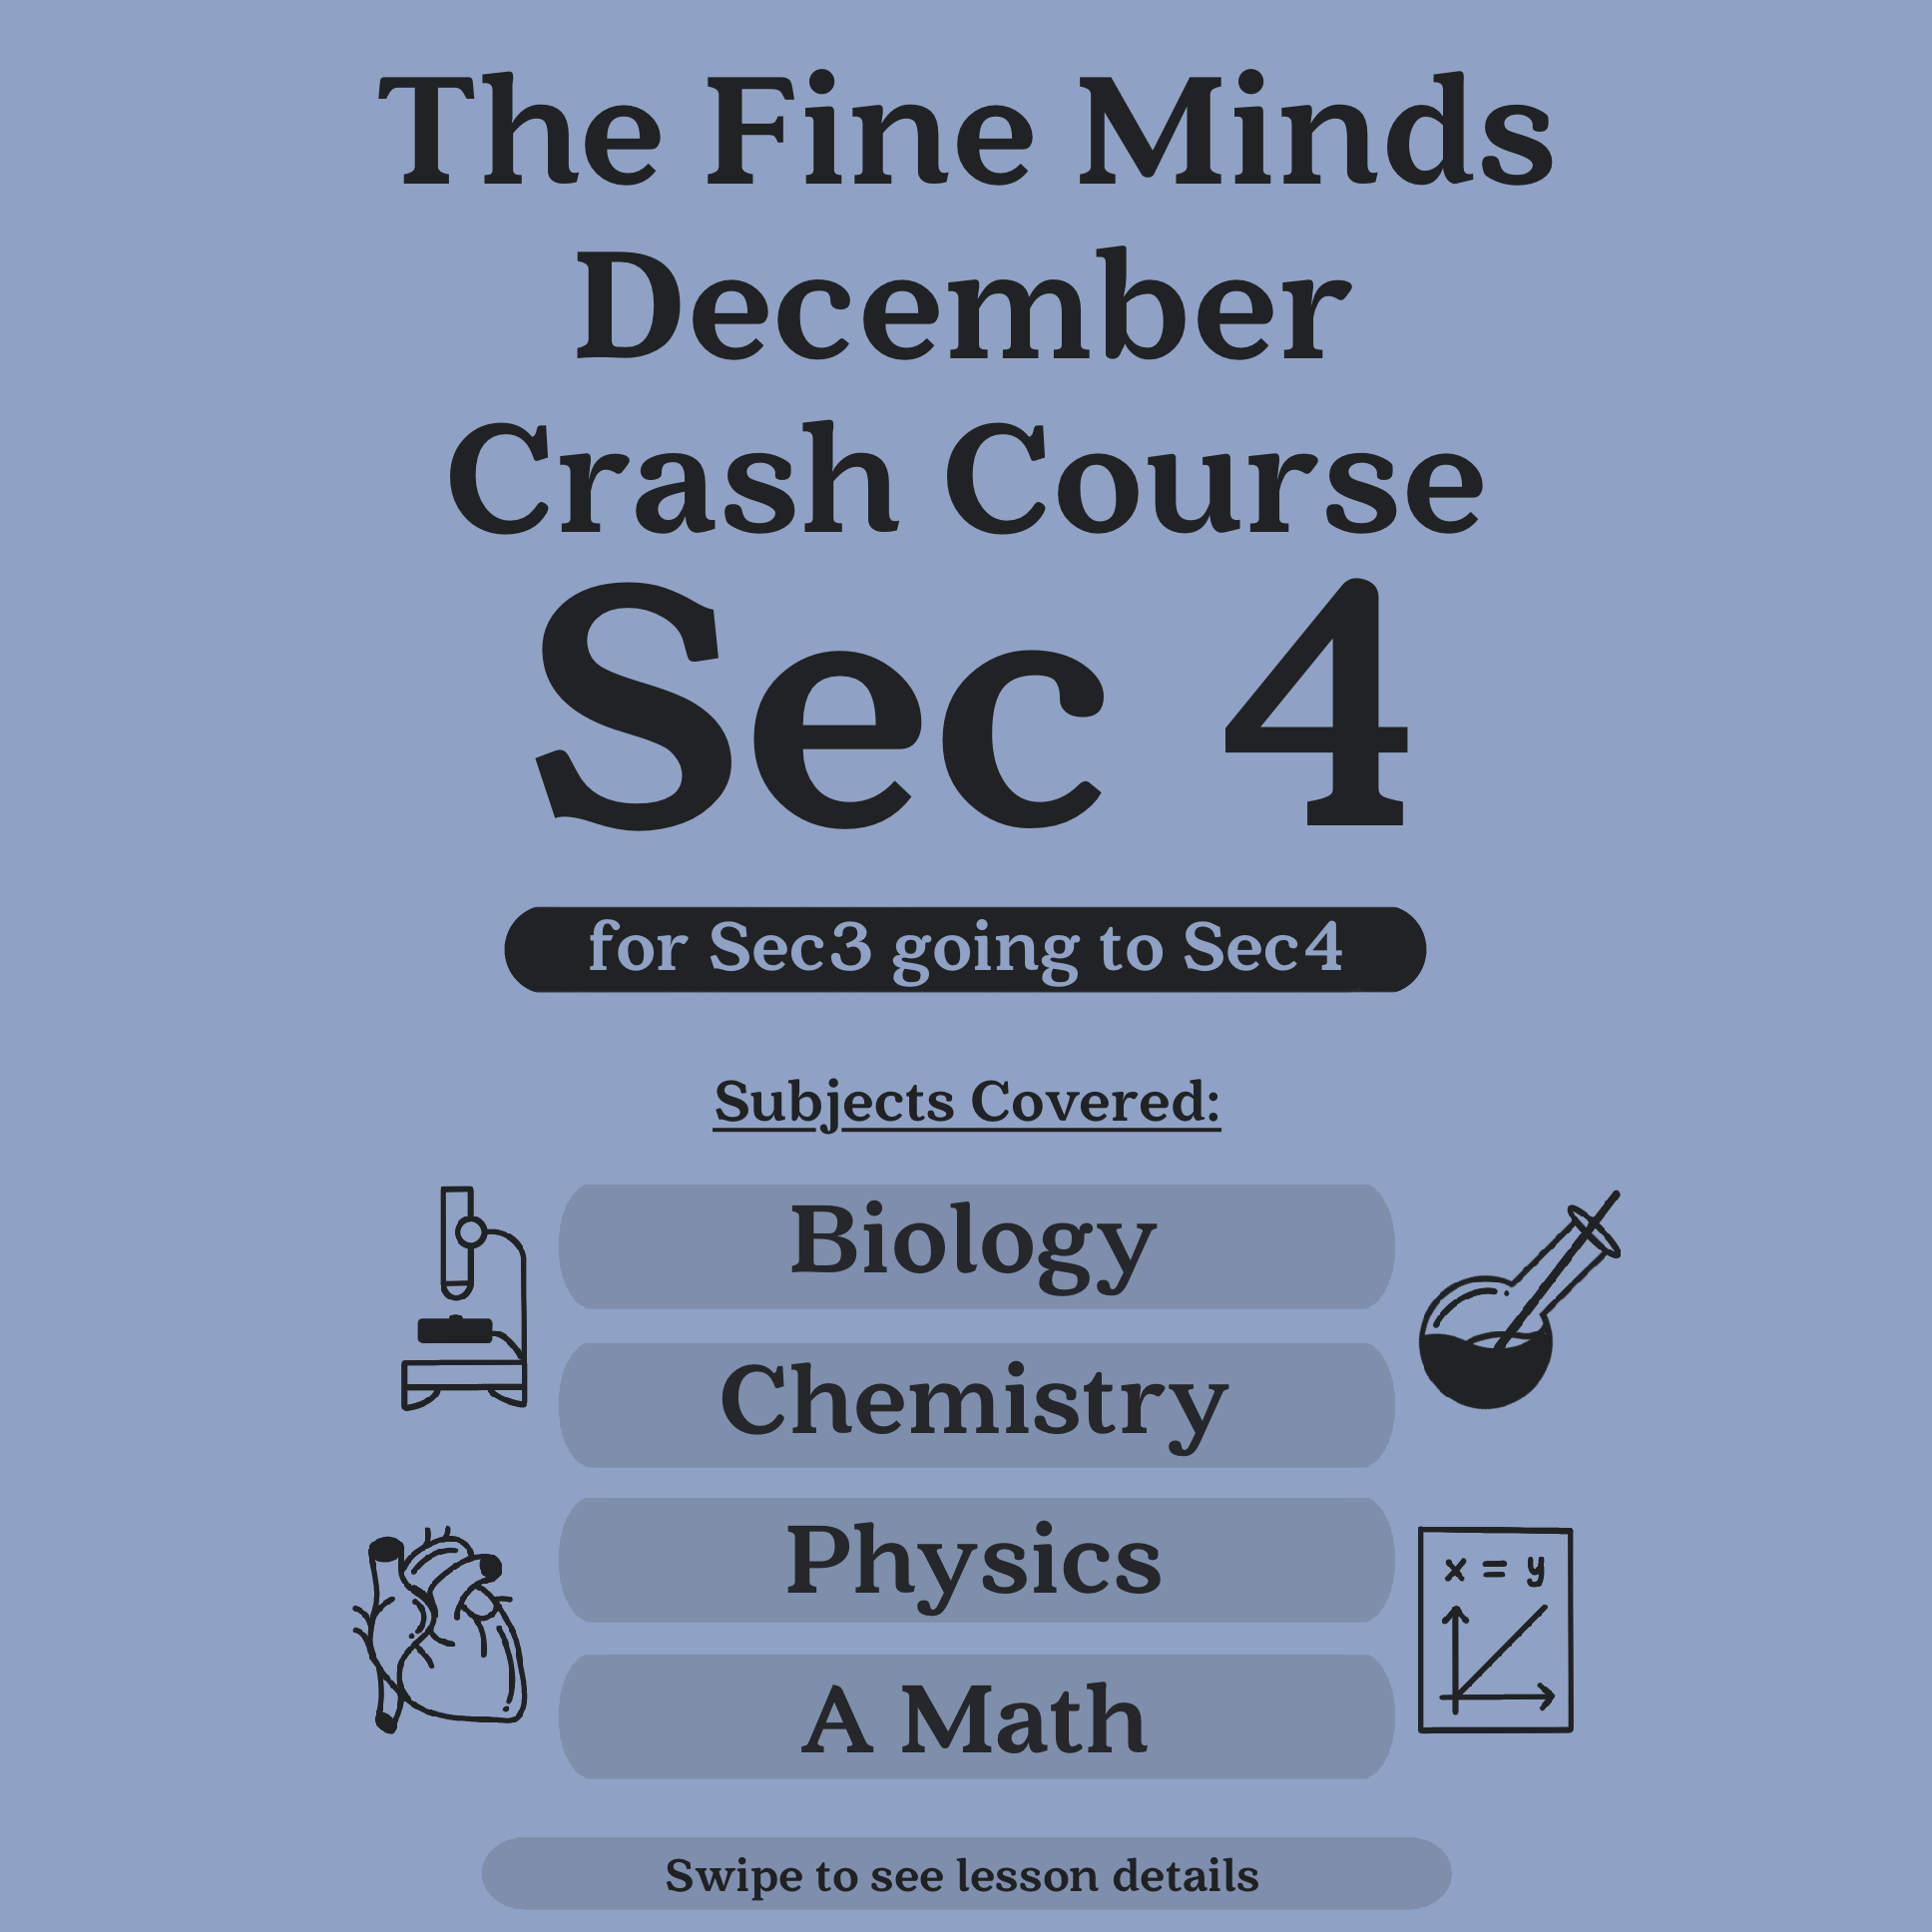 The Fine Minds
December
Crash Course
Sec 4
for Sec3 going to Sec4
Subjects Covered:
Biology
Chemistry
Physics
x = y
A Math
Swipe to see lesson details